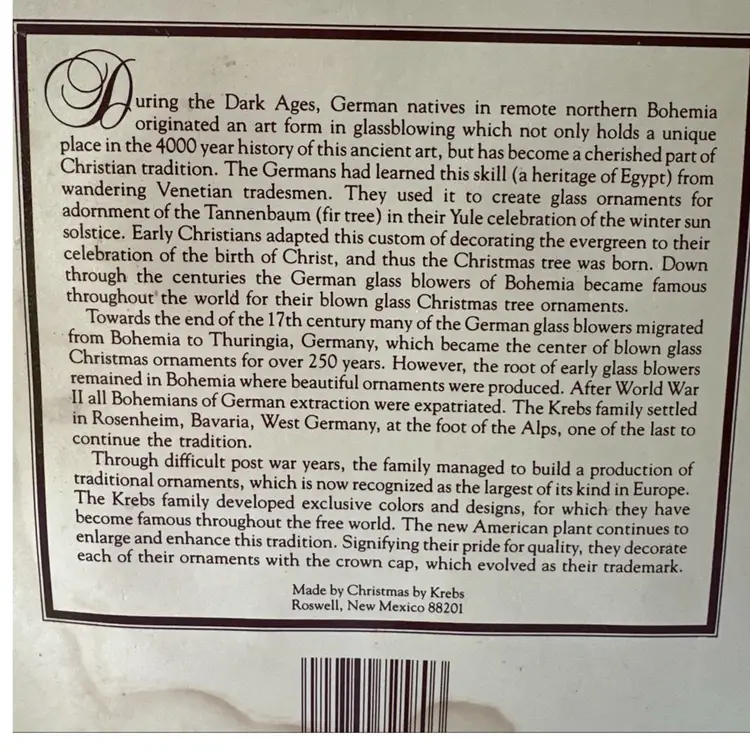 During the Dark Ages, German natives in remote northern Bohemia
originated an art form in glassblowing which not only holds a unique
place in the 4000 year history of this ancient art, but has become a cherished part of
Christian tradition. The Germans had learned this skill (a heritage of Egypt) from
wandering Venetian tradesmen. They used it to create glass ornaments for
adornment of the Tannenbaum (fir tree) in their Yule celebration of the winter sun
solstice. Early Christians adapted this custom of decorating the evergreen to their
celebration of the birth of Christ, and thus the Christmas tree was born. Down
through the centuries the German glass blowers of Bohemia became famous
throughout the world for their blown glass Christmas tree ornaments.
Towards the end of the 17th century many of the German glass blowers migrated
from Bohemia to Thuringia, Germany, which became the center of blown glass
Christmas ornaments for over 250 years. However, the root of early glass blowers
remained in Bohemia where beautiful ornaments were produced. After World War
II all Bohemians of German extraction were expatriated. The Krebs family settled
in Rosenheim, Bavaria, West Germany, at the foot of the Alps, one of the last to
continue the tradition.
Through difficult post war years, the family managed to build a production of
traditional ornaments, which is now recognized as the largest of its kind in Europe.
The Krebs family developed exclusive colors and designs, for which they have
become famous throughout the free world. The new American plant continues to
enlarge and enhance this tradition. Signifying their pride for quality, they decorate
each of their ornaments with the crown cap, which evolved as their trademark.
Made by Christmas by Krebs
Roswell, New Mexico 88201